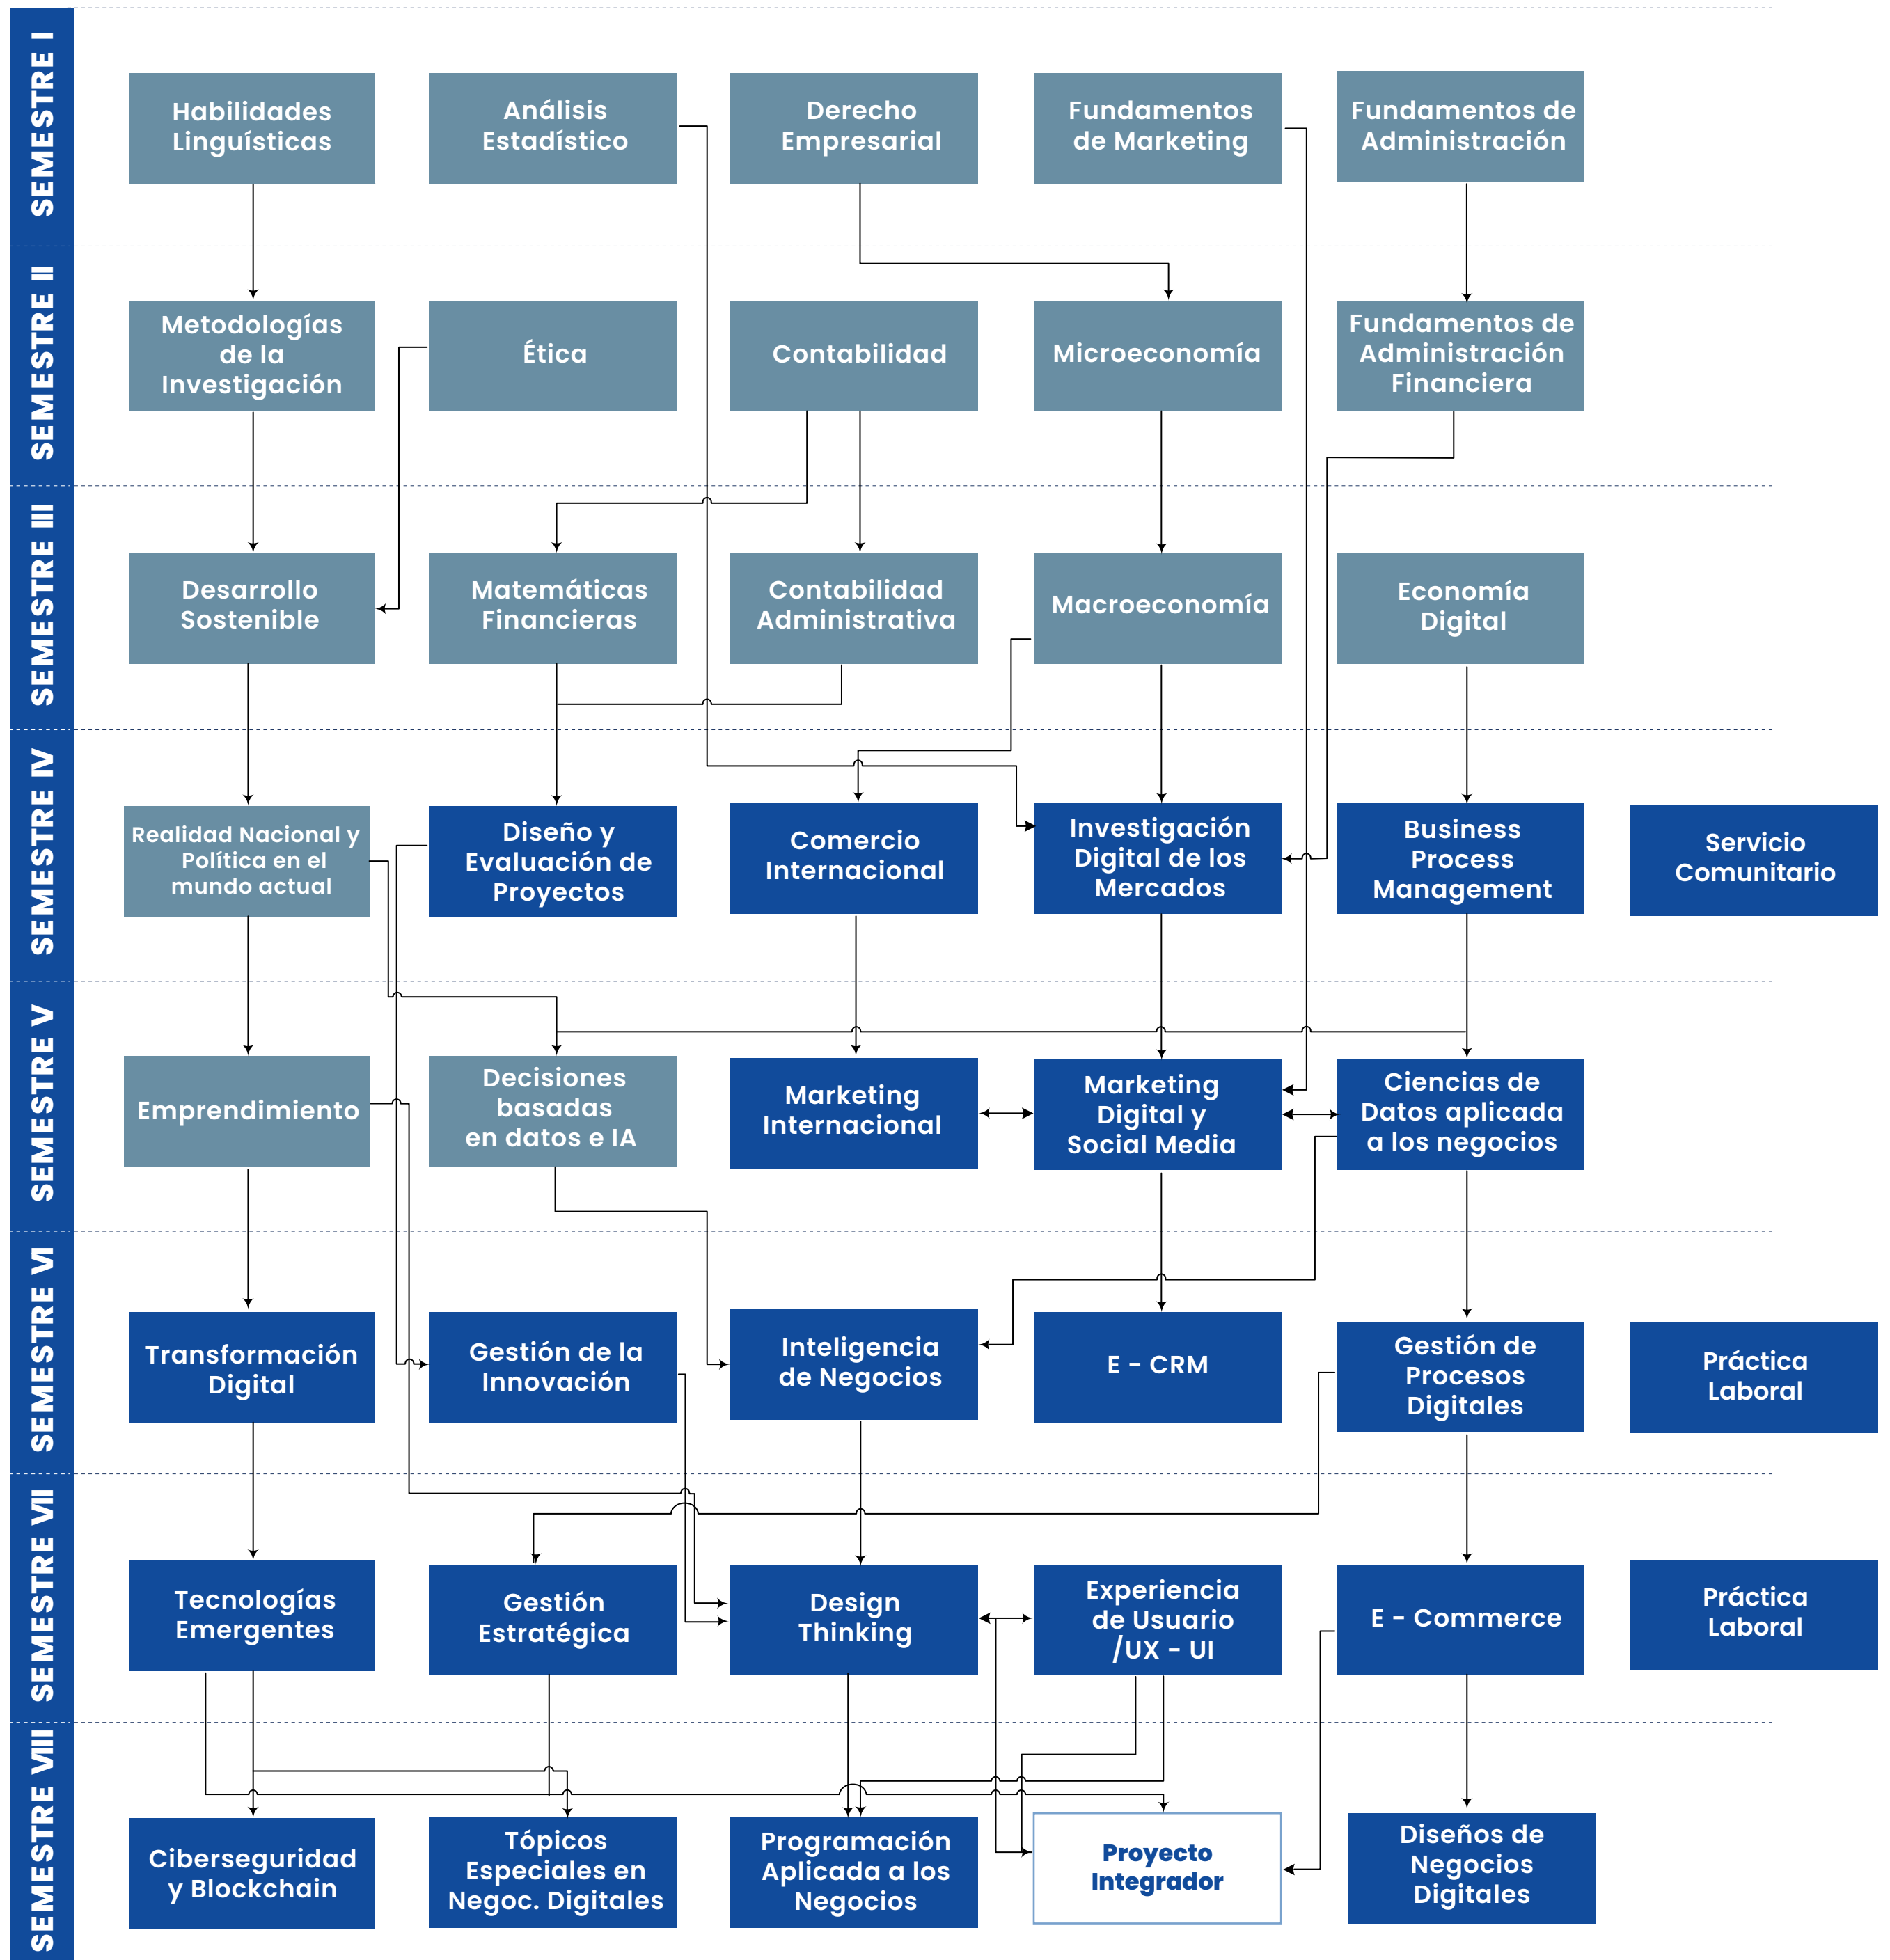 SEMESTRE I
Habilidades
Linguísticas
Análisis
Estadístico
Derecho
Empresarial
Fundamentos
de Marketing
Fundamentos de
Administración
SEMESTRE II
Metodologías
de la
Investigación
Ética
Contabilidad
Microeconomía
Fundamentos de
Administración
Financiera
SEMESTRE III
Desarrollo
Sostenible
Matemáticas
Financieras
Contabilidad
Administrativa
Macroeconomía
Economía
Digital
SEMESTRE IV
Realidad Nacional y
Política en el
mundo actual
Diseño y
Evaluación de
Proyectos
Comercio
Internacional
Investigación
Digital de los
Mercados
Business
Process
Management
Servicio
Comunitario
SEMESTRE V
Emprendimiento
Decisiones
basadas
en datos e IA
Marketing
Internacional
Marketing
Digital y
Social Media
Ciencias de
Datos aplicada
a los negocios
SEMESTRE VI
Transformación
Digital
Gestión de la
Innovación
Inteligencia
de Negocios
E - CRM
Gestión de
Procesos
Digitales
Práctica
Laboral
SEMESTRE VII
Tecnologías
Emergentes
Gestión
Estratégica
Design
Thinking
Experiencia
de Usuario
/UX - UI
E - Commerce
Práctica
Laboral
SEMESTRE VIII
Ciberseguridad
y Blockchain
Tópicos
Especiales en
Negoc. Digitales
Programación
Aplicada a los
Negocios
Proyecto
Integrador
Diseños de
Negocios
Digitales